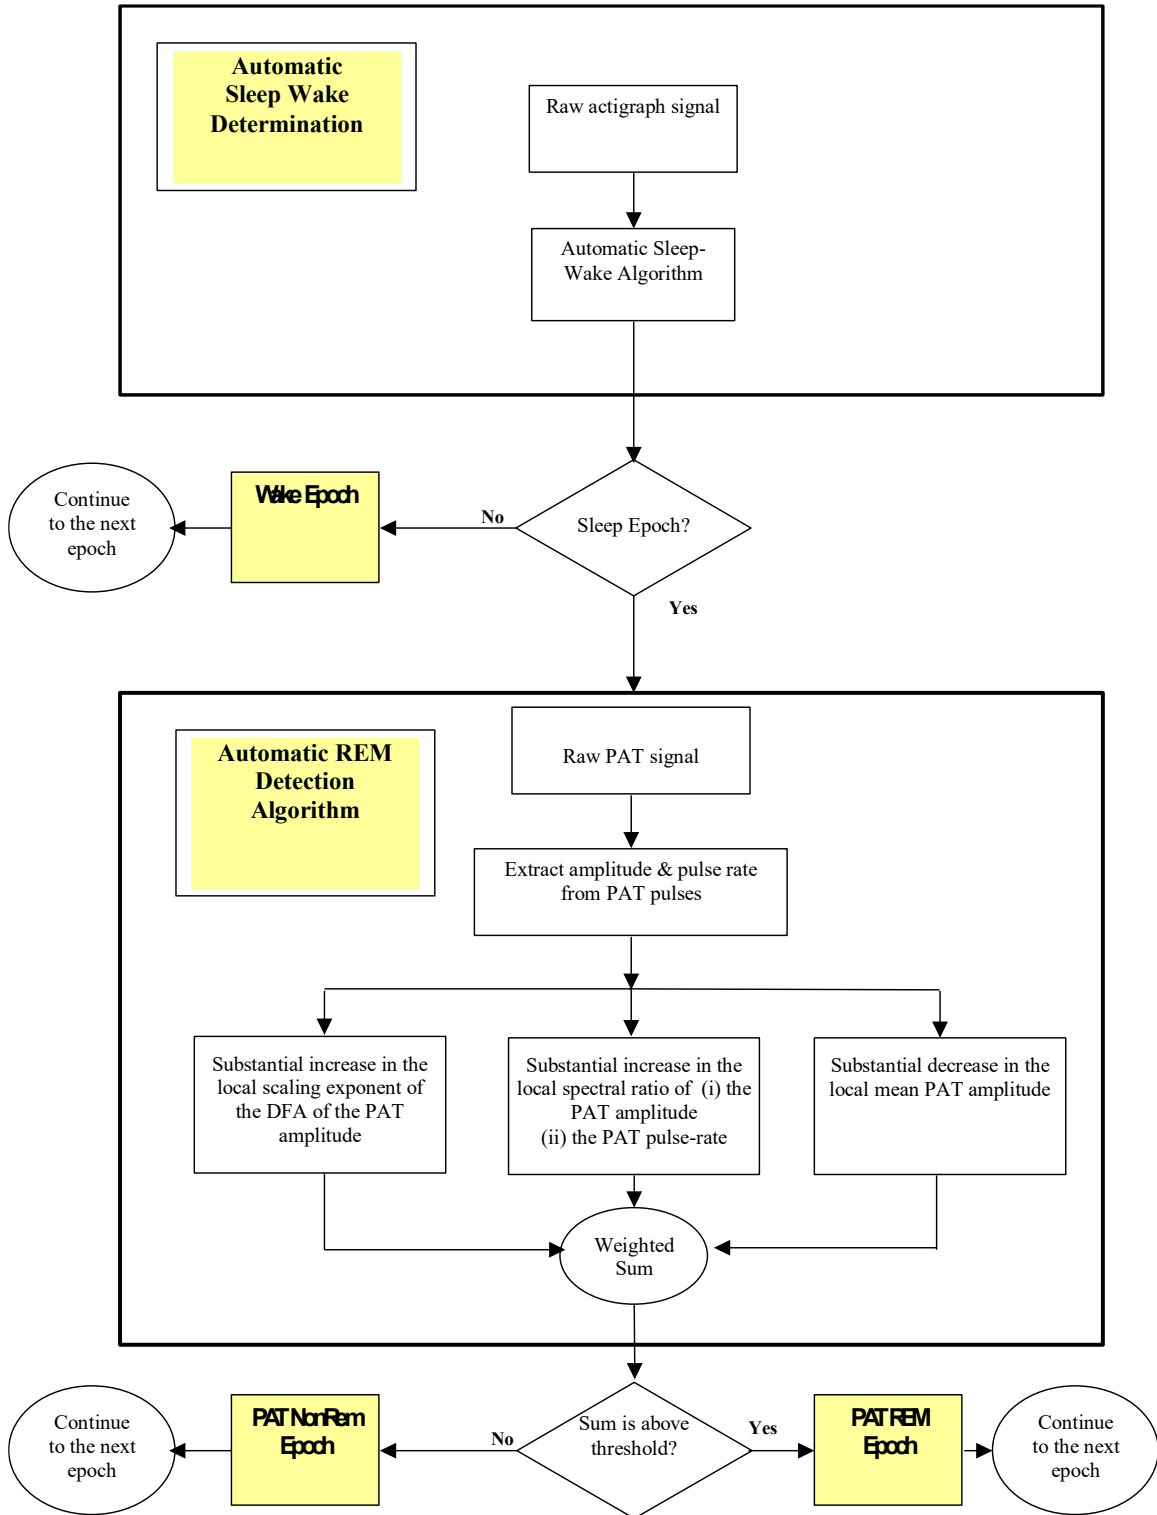 Automatic
Sleep Wake
Determination
Raw actigraph signal
Automatic Sleep-
Wake Algorithm
Continue
to the next
epoch
Wake Epoch
No
Sleep Epoch?
Yes
Automatic REM
Detection
Algorithm
Raw PAT signal
Extract amplitude & pulse rate
from PAT pulses
Substantial increase in the
local scaling exponent of
the DFA of the PAT
amplitude
Substantial increase in the
local spectral ratio of (i) the
PAT amplitude
(ii) the PAT pulse-rate
Substantial decrease in the
local mean PAT amplitude
Weighted
Sum
Continue
to the next
epoch
PAT NonRem
Epoch
No
Sum is above
threshold?
Yes
PAT REM
Epoch
Continue
to the next
epoch